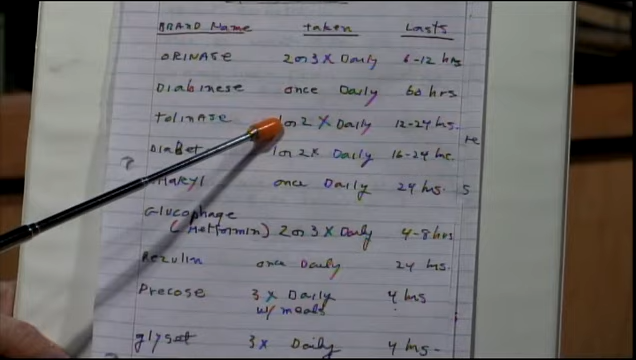 BRAND Name taken Lasts
ORINASE 2 or 3 X Daily 6-12 hrs
Diabinese once Daily 60 hrs
tolinASE 1 or 2 X Daily 12-24 hrs.
DiaBet 1 or 2 X Daily 16-24 hrs
once Daily 24 hrs.
Glucophage
(Metformin) 2 or 3 X Daily 4-8 hrs
Rezulin once Daily 24 hrs.
Precose 3 X Daily 4 hrs
w/ meals
glyset 3 X Daily 4 hrs.